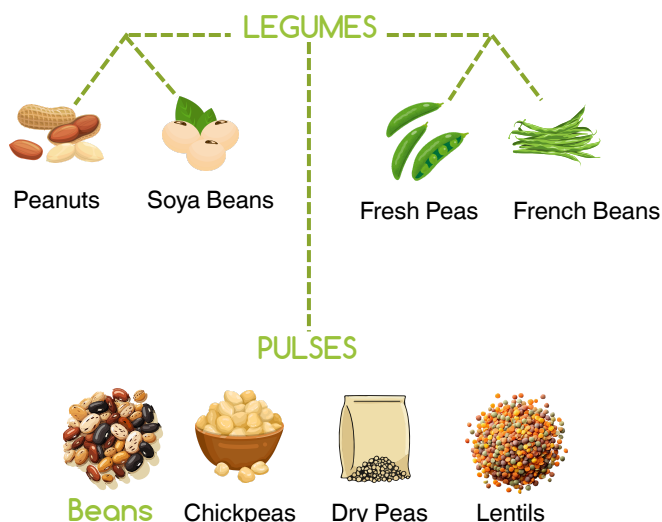 LEGUMES
Peanuts
Soya Beans
Fresh Peas
French Beans
PULSES
Beans
Chickpeas
Dry Peas
Lentils